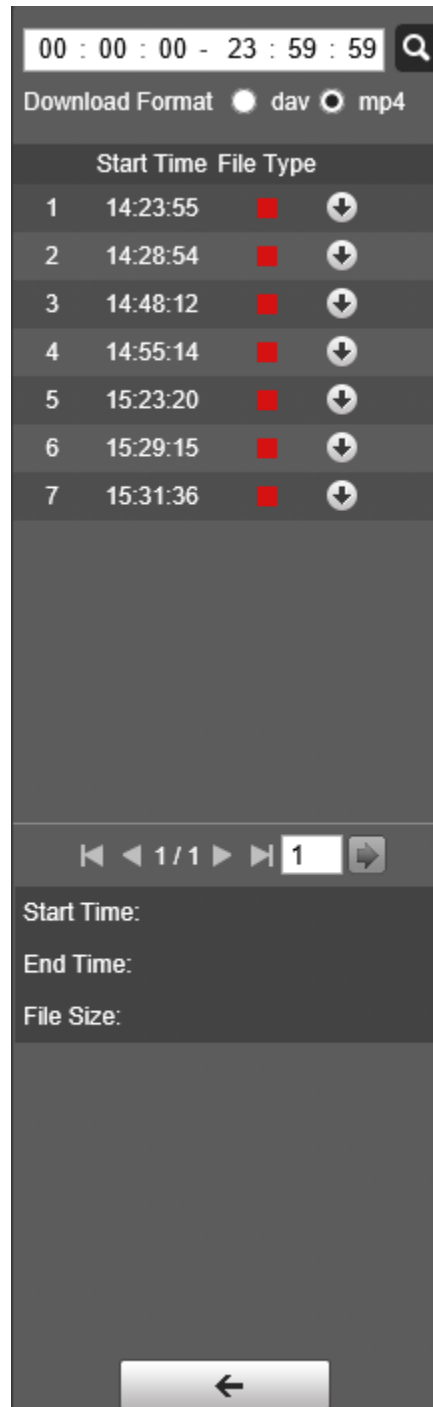 00 : 00 : 00 - 23 : 59 : 59
Download Format dav mp4
Start Time File Type
1 14:23:55
2 14:28:54
3 14:48:12
4 14:55:14
5 15:23:20
6 15:29:15
7 15:31:36
1 / 1 1
Start Time:
End Time:
File Size: